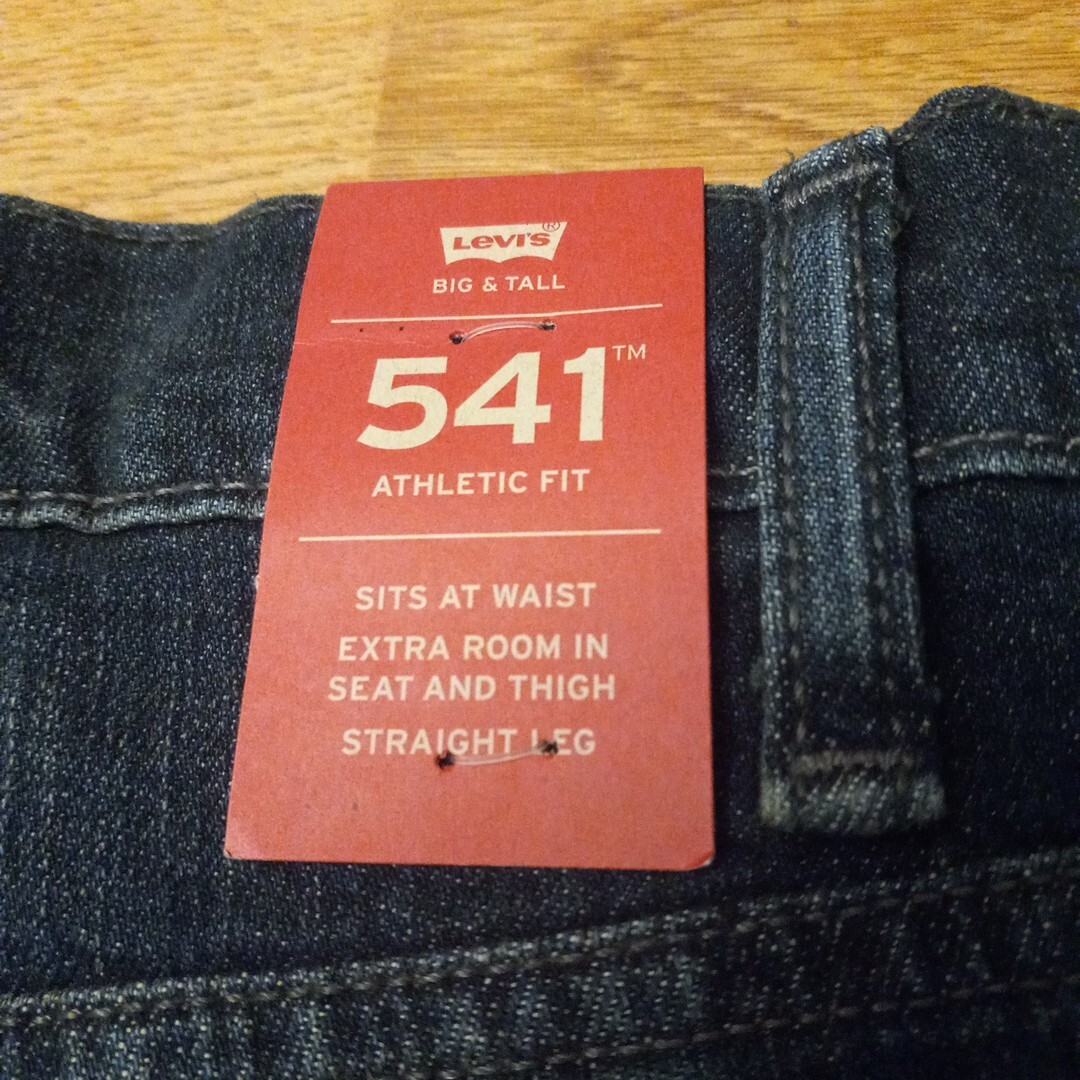 Levi's®
BIG & TALL
541™
ATHLETIC FIT
SITS AT WAIST
EXTRA ROOM IN
SEAT AND THIGH
STRAIGHT LEG